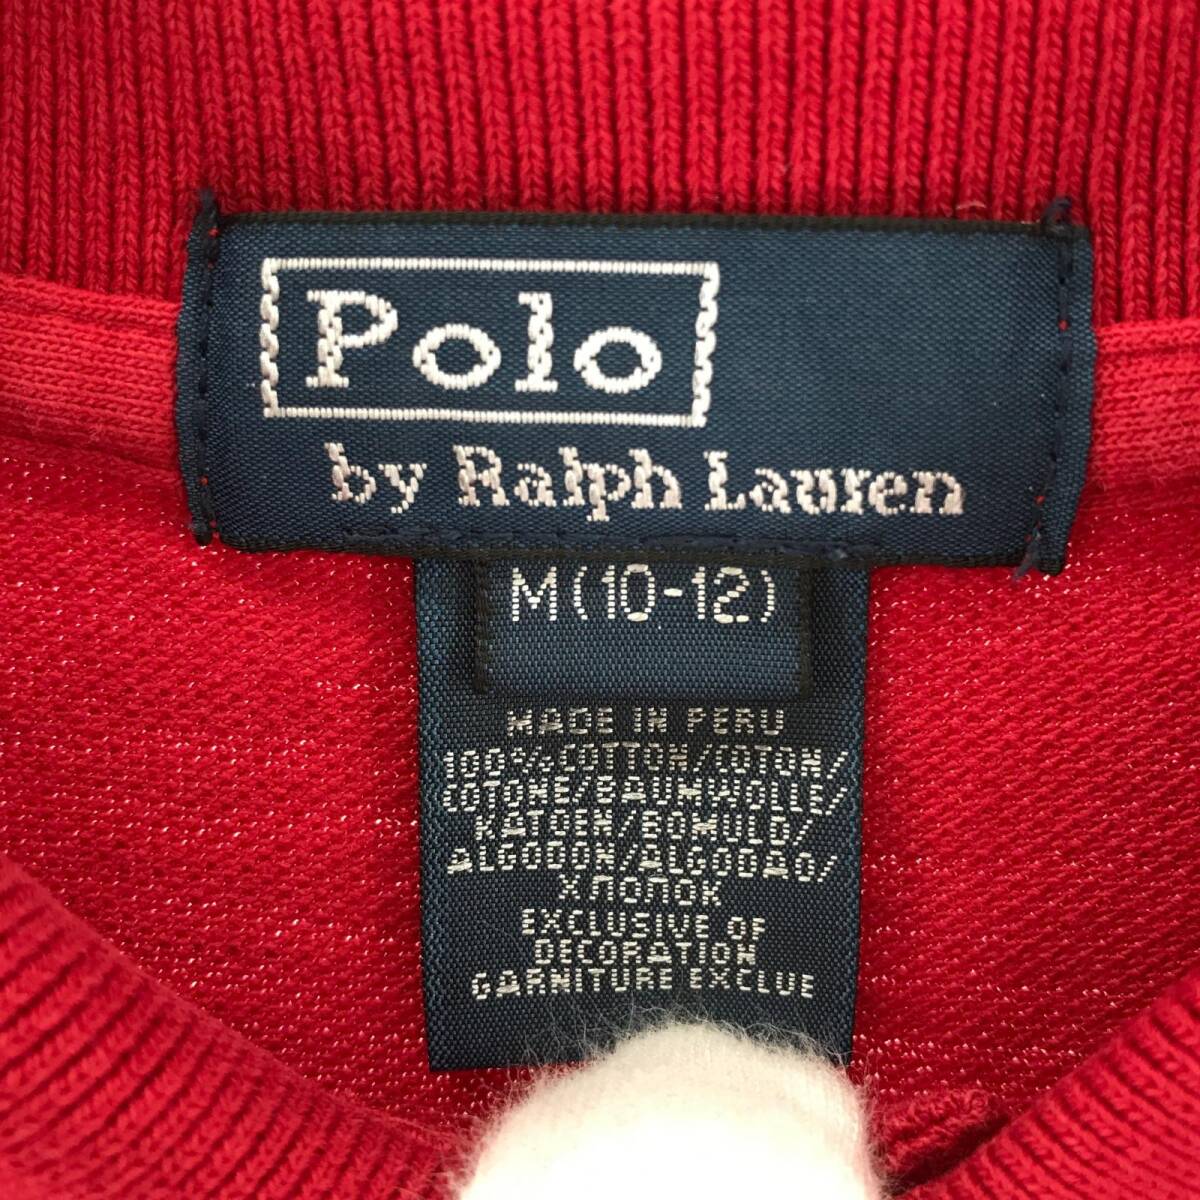 Polo
by Ralph Lauren
M(10-12)
MADE IN PERU
100% COTTON/COTON/
COTONE/BAUMWOLLE/
KATOEN/BOMULD/
ALGODON/ALGODAO/
ХЛОПОК
EXCLUSIVE OF
DECORATION
GARNITURE EXCLUE